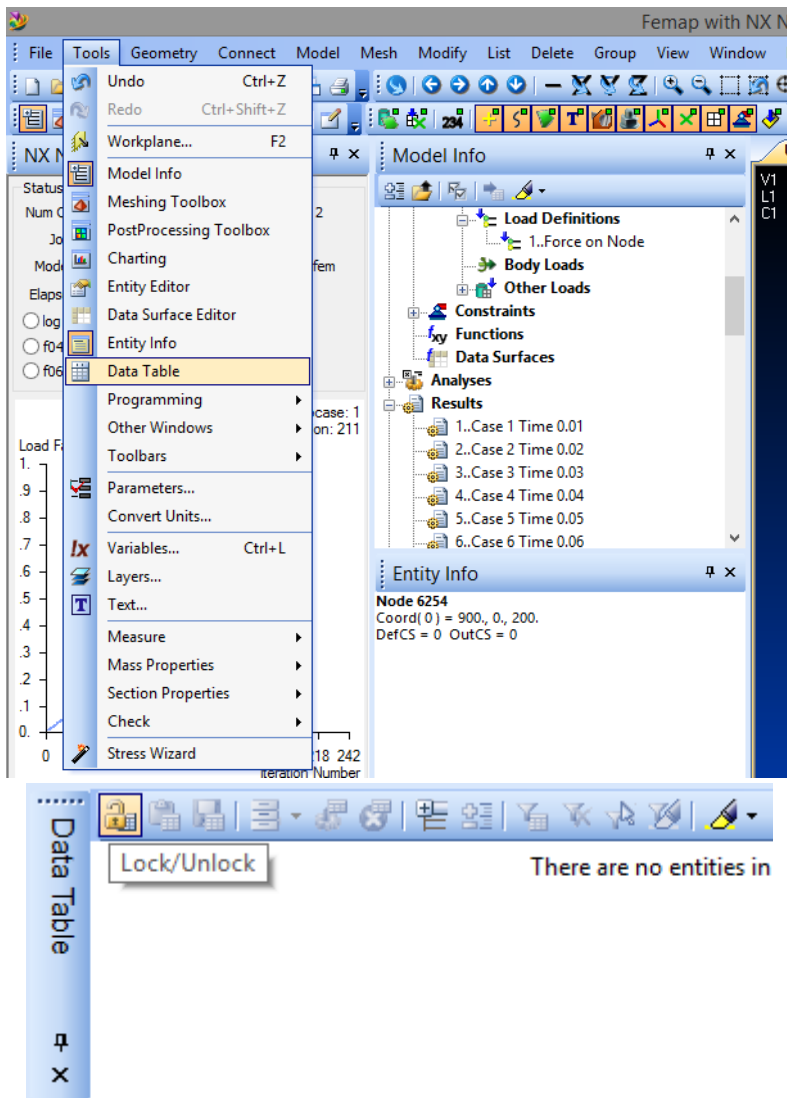 Femap with NX N
File Tools Geometry Connect Model Mesh Modify List Delete Group View Window
Undo Ctrl+Z
Redo Ctrl+Shift+Z
Workplane... F2
Model Info
Meshing Toolbox
PostProcessing Toolbox
Charting
Entity Editor
Data Surface Editor
Entity Info
Data Table
Programming
Other Windows
Toolbars
Parameters...
Convert Units...
Variables... Ctrl+L
Layers...
Text...
Measure
Mass Properties
Section Properties
Check
Stress Wizard
NX N
Status
Num C
2
Jo
Mode
fem
Elaps
log
f04
f06
case: 1
on: 211
Load Fa
1.
.9
.8
.7
.6
.5
.4
.3
.2
.1
0.
0
218 242
Iteration Number
234
Model Info
Load Definitions
1..Force on Node
Body Loads
Other Loads
Constraints
fxy Functions
Data Surfaces
Analyses
Results
1..Case 1 Time 0.01
2..Case 2 Time 0.02
3..Case 3 Time 0.03
4..Case 4 Time 0.04
5..Case 5 Time 0.05
6..Case 6 Time 0.06
Entity Info
Node 6254
Coord( 0 ) = 900., 0., 200.
DefCS = 0 OutCS = 0
V1
L1
C1
Data Table
Lock/Unlock
There are no entities in